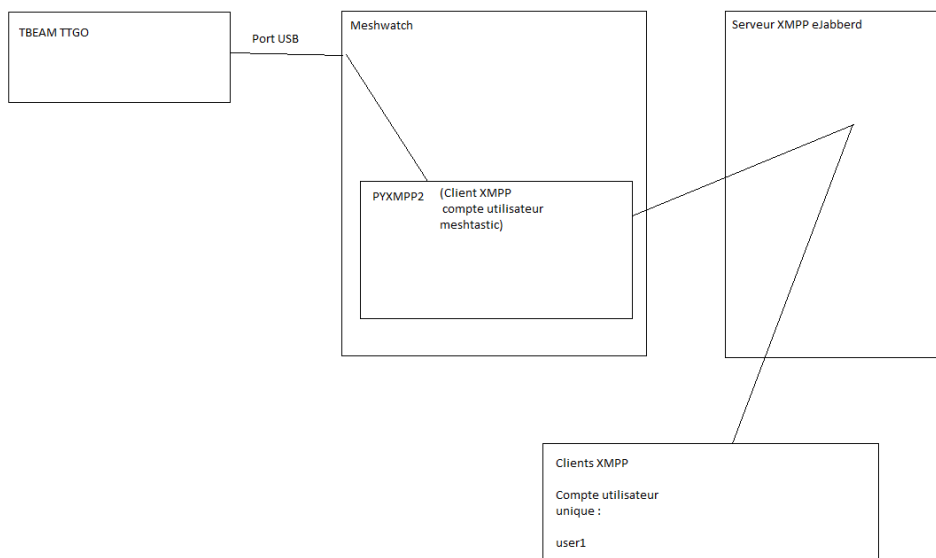 TBEAM TTGO
Port USB
Meshwatch
Serveur XMPP eJabberd
PYXMPP2
(Client XMPP
compte utilisateur
meshtastic)
Clients XMPP
Compte utilisateur
unique :
user1